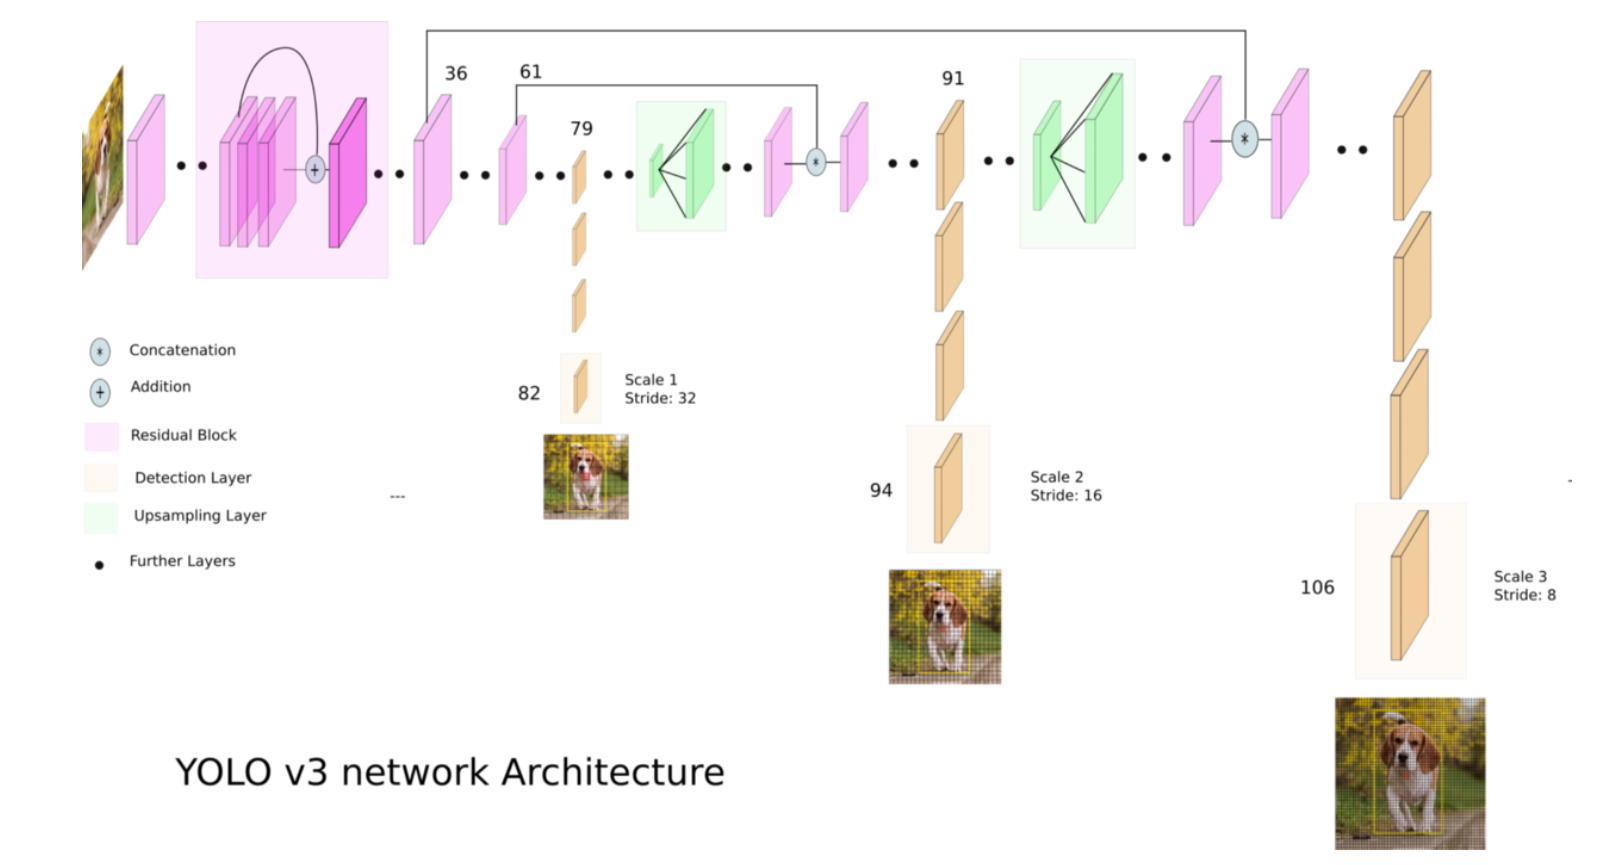 36
61
79
91
Concatenation
Addition
Residual Block
Detection Layer
Upsampling Layer
Further Layers
---
82
Scale 1
Stride: 32
94
Scale 2
Stride: 16
106
Scale 3
Stride: 8
-
YOLO v3 network Architecture